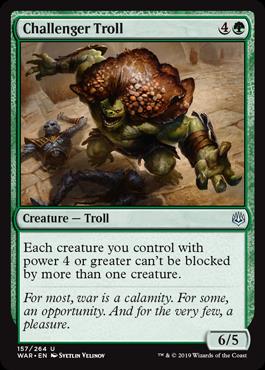 Challenger Troll 4
Creature — Troll
Each creature you control with
power 4 or greater can't be blocked
by more than one creature.
For most, war is a calamity. For some,
an opportunity. And for the very few, a
pleasure.
6/5
157/264 U
WAR • EN SVETLIN VELINOV ™ & © 2019 Wizards of the Coast